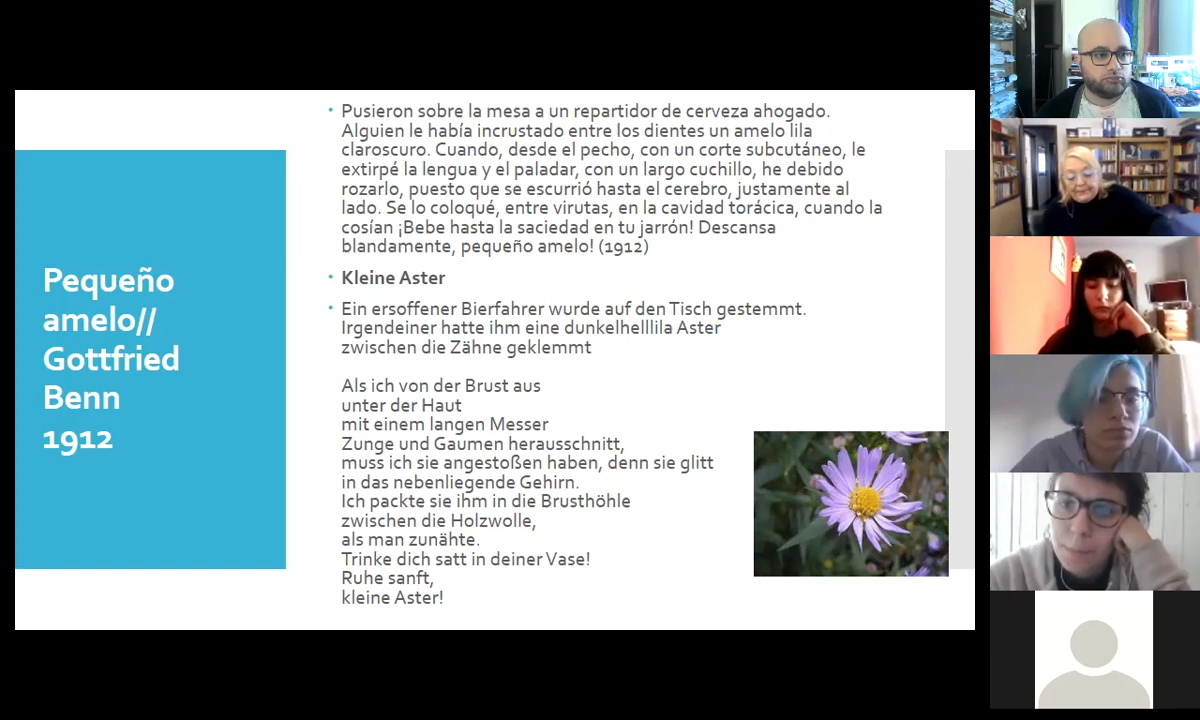 Pequeño
amelo//
Gottfried
Benn
1912
Pusieron sobre la mesa a un repartidor de cerveza ahogado.
Alguien le había incrustado entre los dientes un amelo lila
claroscuro. Cuando, desde el pecho, con un corte subcutáneo, le
extirpé la lengua y el paladar, con un largo cuchillo, he debido
rozarlo, puesto que se escurrió hasta el cerebro, justamente al
lado. Se lo coloqué, entre virutas, en la cavidad torácica, cuando la
cosían ¡Bebe hasta la saciedad en tu jarrón! Descansa
blandamente, pequeño amelo! (1912)
Kleine Aster
Ein ersoffener Bierfahrer wurde auf den Tisch gestemmt.
Irgendeiner hatte ihm eine dunkelhelllila Aster
zwischen die Zähne geklemmt
Als ich von der Brust aus
unter der Haut
mit einem langen Messer
Zunge und Gaumen herausschnitt,
muss ich sie angestoßen haben, denn sie glitt
in das nebenliegende Gehirn.
Ich packte sie ihm in die Brusthöhle
zwischen die Holzwolle,
als man zunähte.
Trinke dich satt in deiner Vase!
Ruhe sanft,
kleine Aster!